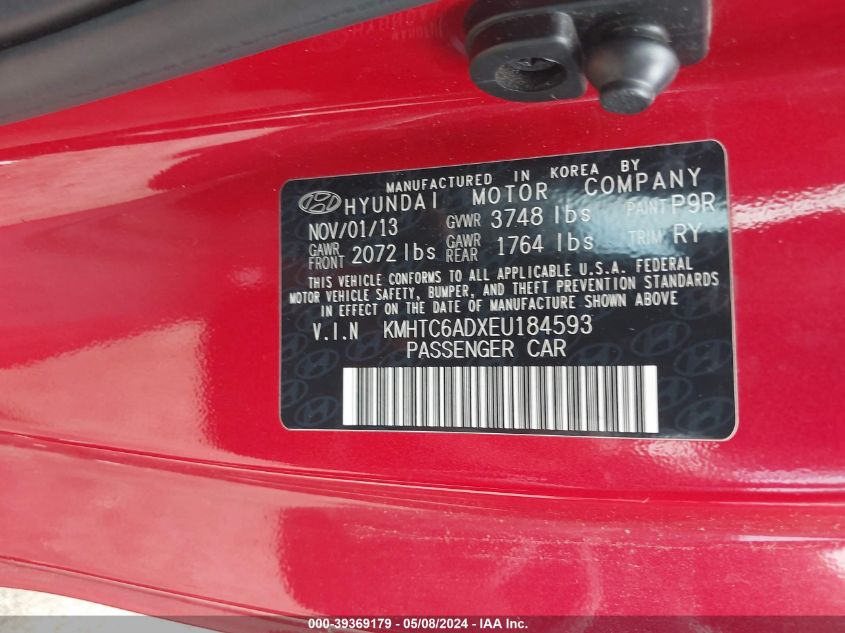 MANUFACTURED IN KOREA BY
HYUNDAI MOTOR COMPANY
NOV/01/13 GVWR 3748 lbs PAINT P9R
GAWR FRONT 2072 lbs GAWR REAR 1764 lbs TRIM RY
THIS VEHICLE CONFORMS TO ALL APPLICABLE U.S.A. FEDERAL
MOTOR VEHICLE SAFETY, BUMPER, AND THEFT PREVENTION STANDARDS
IN EFFECT ON THE DATE OF MANUFACTURE SHOWN ABOVE
V.I.N KMHTC6ADXEU184593
PASSENGER CAR
000-39369179 - 05/08/2024 - IAA Inc.